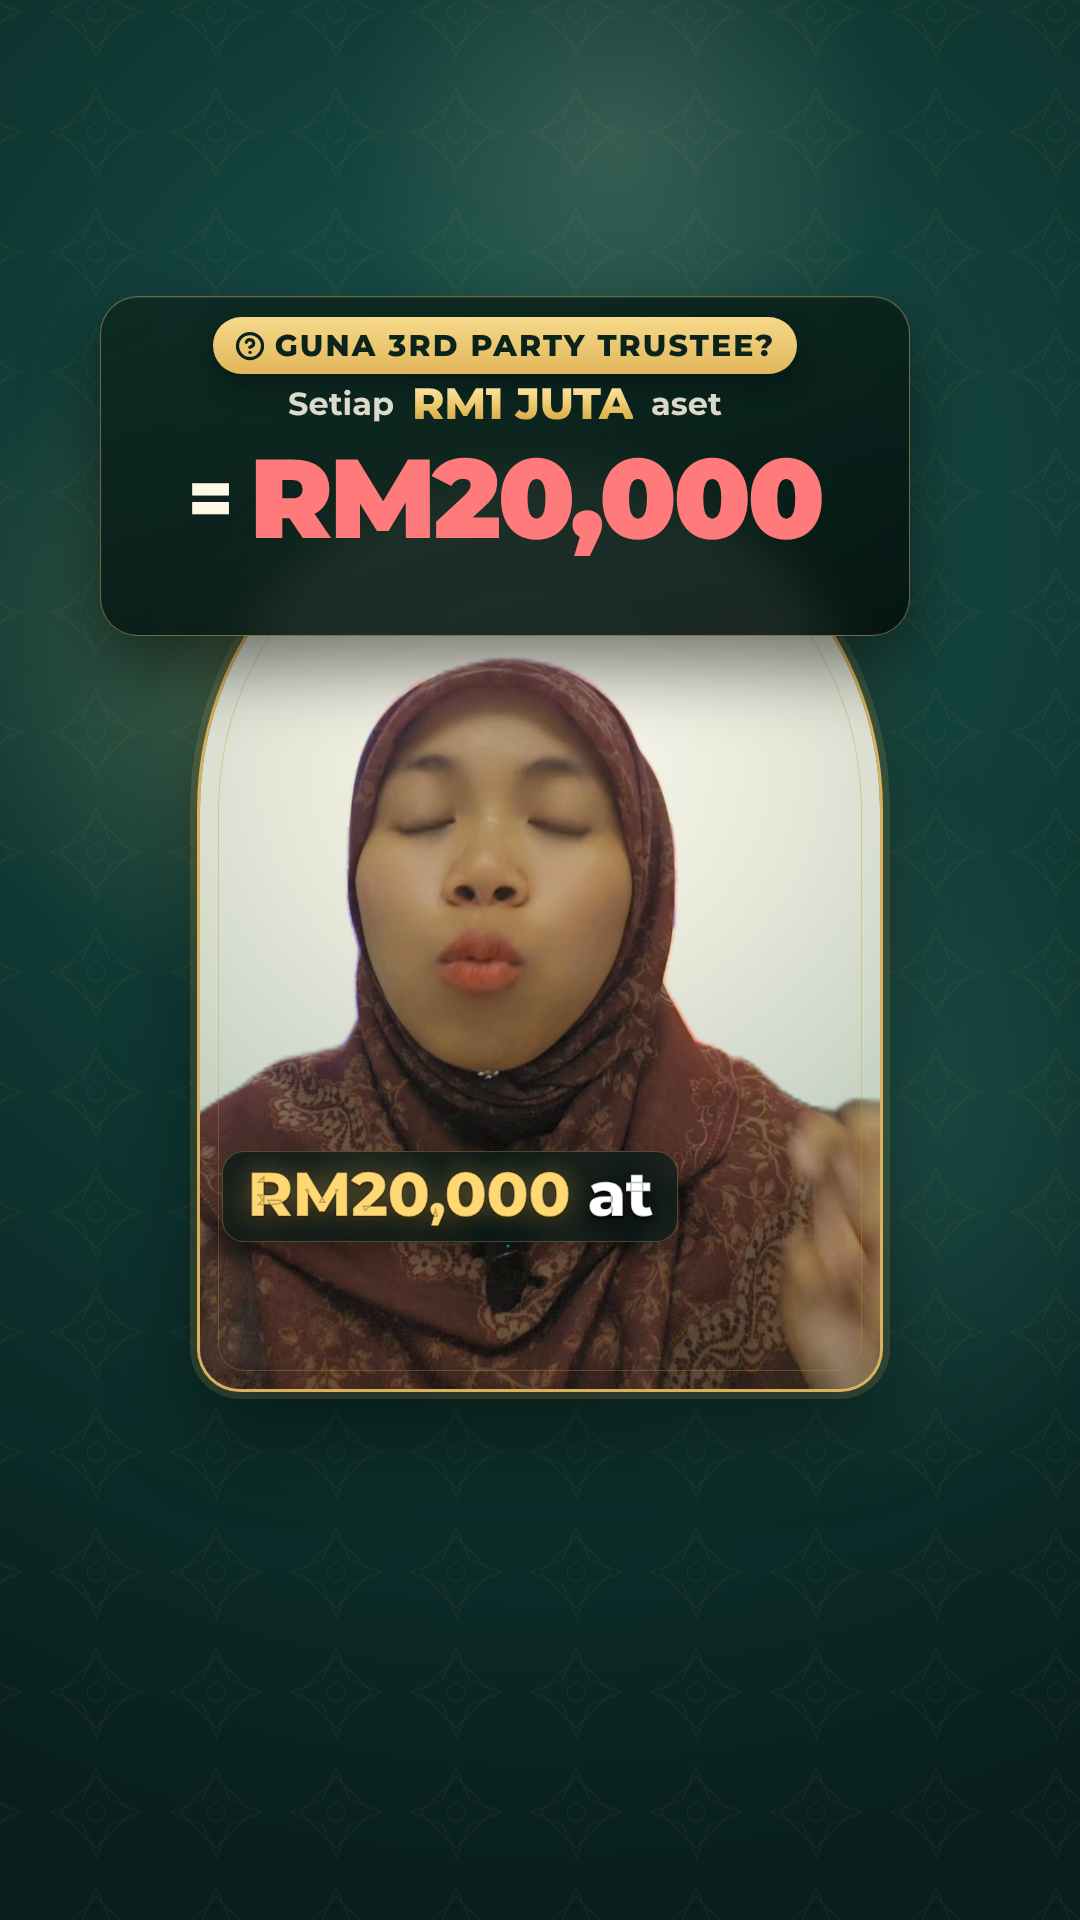 GUNA 3RD PARTY TRUSTEE?
Setiap RM1 JUTA aset
= RM20,000
RM20,000 at